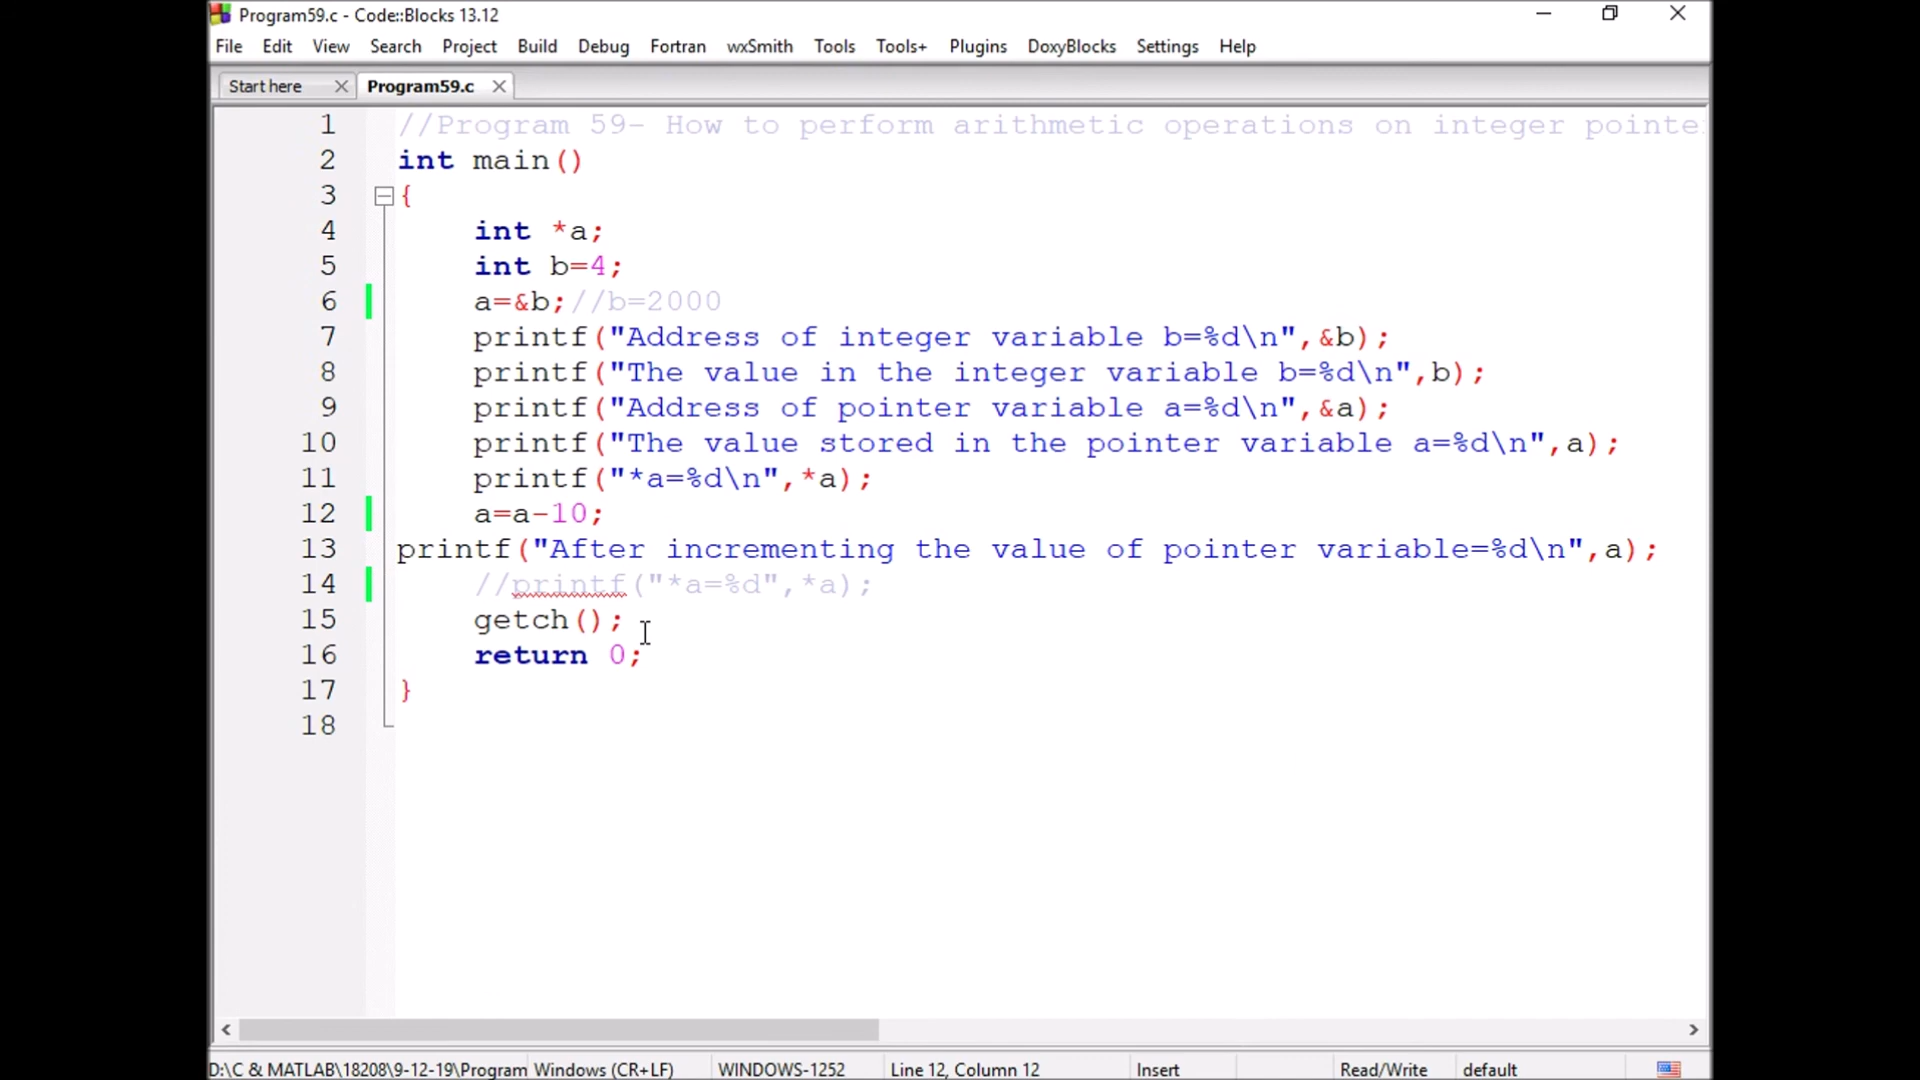 Program59.c - Code::Blocks 13.12
File Edit View Search Project Build Debug Fortran wxSmith Tools Tools+ Plugins DoxyBlocks Settings Help
Start here Program59.c
1 //Program 59- How to perform arithmetic operations on integer pointe
2 int main()
3 {
4 int *a;
5 int b=4;
6 a=&b;//b=2000
7 printf("Address of integer variable b=%d\n",&b);
8 printf("The value in the integer variable b=%d\n",b);
9 printf("Address of pointer variable a=%d\n",&a);
10 printf("The value stored in the pointer variable a=%d\n",a);
11 printf("*a=%d\n",*a);
12 a=a-10;
13 printf("After incrementing the value of pointer variable=%d\n",a);
14 //printf("*a=%d",*a);
15 getch();
16 return 0;
17 }
18
D:\C & MATLAB\18208\9-12-19\Program Windows (CR+LF) WINDOWS-1252 Line 12, Column 12 Insert Read/Write default